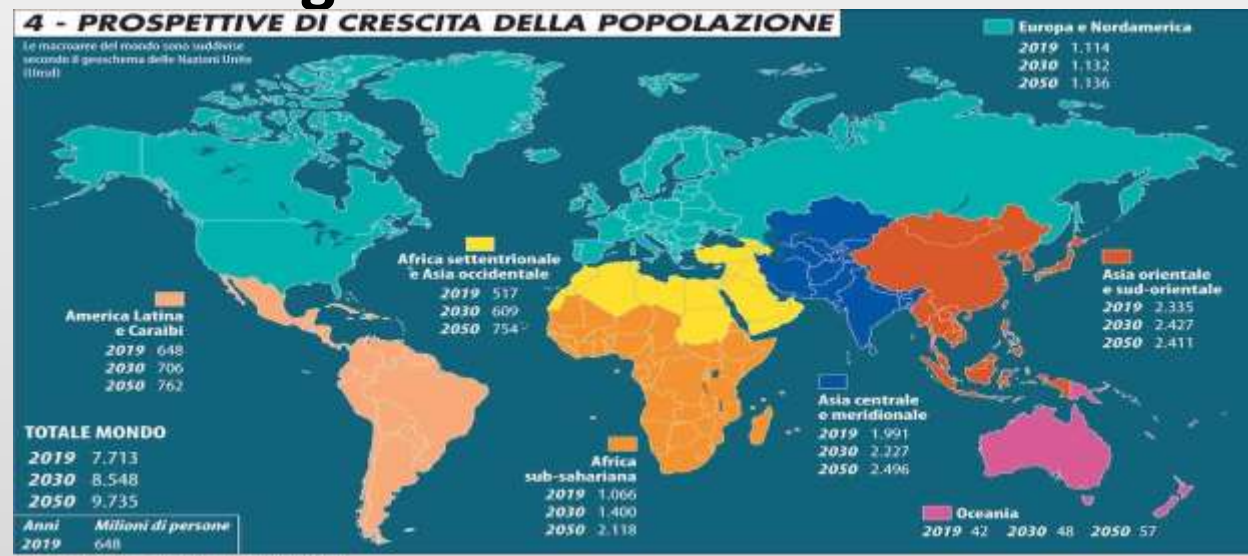 4 - PROSPETTIVE DI CRESCITA DELLA POPOLAZIONE
Le macroaree del mondo sono suddivise
secondo il geoschema delle Nazioni Unite
(Unsd)
Europa e Nordamerica
2019 1.114
2030 1.132
2050 1.136
Africa settentrionale
e Asia occidentale
2019 517
2030 609
2050 754
Asia orientale
e sud-orientale
2019 2.335
2030 2.427
2050 2.411
America Latina
e Caraibi
2019 648
2030 706
2050 762
Asia centrale
e meridionale
2019 1.991
2030 2.227
2050 2.496
TOTALE MONDO
2019 7.713
2030 8.548
2050 9.735
Africa
sub-sahariana
2019 1.066
2030 1.400
2050 2.118
Oceania
2019 42 2030 48 2050 57
Anni Milioni di persone
2019 648